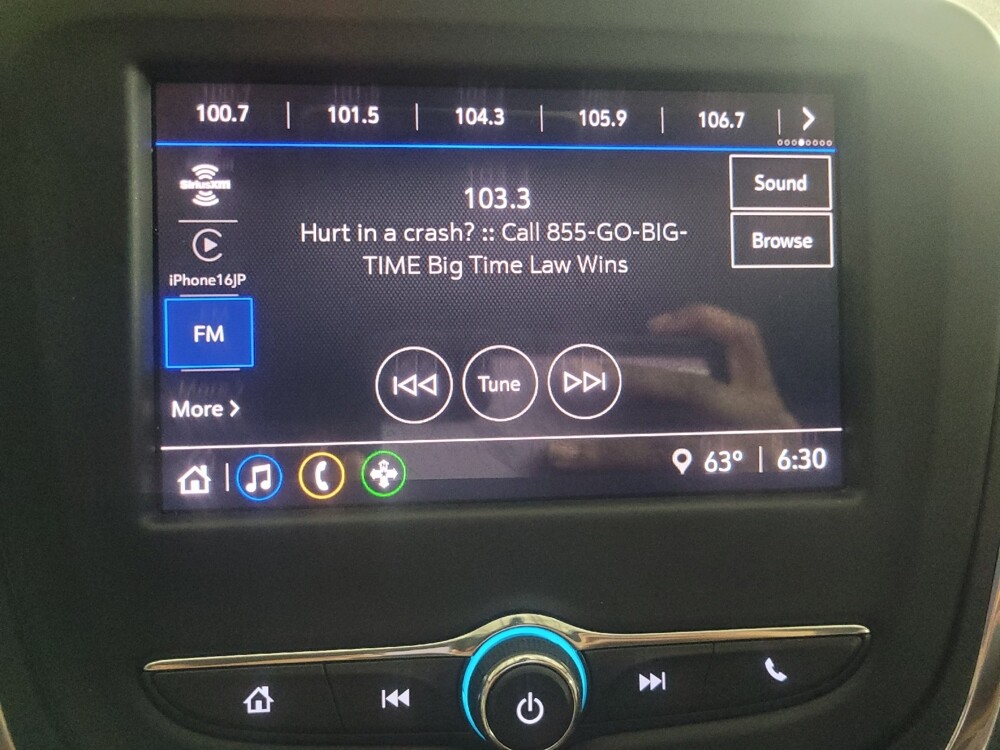 100.7 | 101.5 | 104.3 | 105.9 | 106.7 |
SiriusXM
103.3
Sound
Hurt in a crash? :: Call 855-GO-BIG-
TIME Big Time Law Wins
Browse
iPhone16JP
FM
Tune
More
63° | 6:30